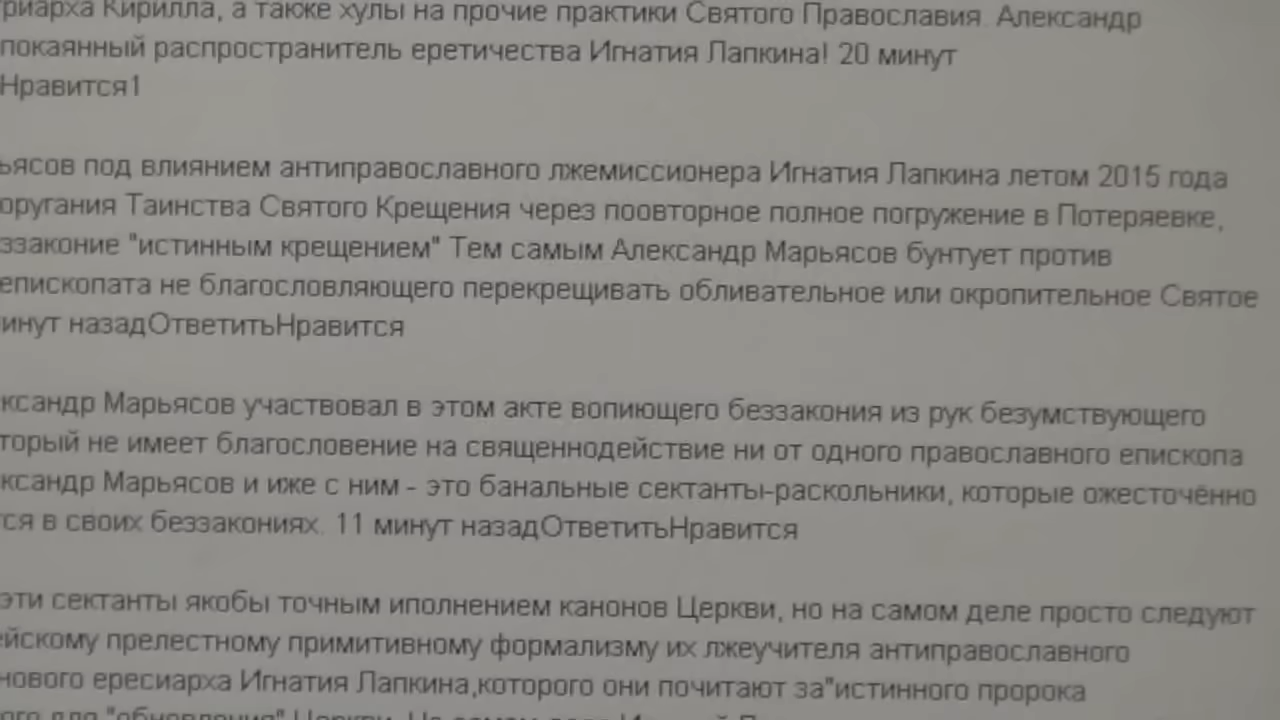 риарха Кирилла, а также хулы на прочие практики Святого Православия. Александр
покаянный распространитель еретичества Игнатия Лапкина! 20 минут
Нравится1
ьясов под влиянием антиправославного лжемиссионера Игнатия Лапкина летом 2015 года
оругания Таинства Святого Крещения через поовторное полное погружение в Потеряевке,
ззаконие "истинным крещением" Тем самым Александр Марьясов бунтует против
епископата не благословляющего перекрещивать обливательное или окропительное Святое
инут назадОтветитьНравится
ксандр Марьясов участвовал в этом акте вопиющего беззакония из рук безумствующего
торый не имеет благословение на священнодействие ни от одного православного епископа
ксандр Марьясов и иже с ним - это банальные сектанты-раскольники, которые ожесточённо
тся в своих беззакониях. 11 минут назадОтветитьНравится
эти сектанты якобы точным иполнением канонов Церкви, но на самом деле просто следуют
ейскому прелестному примитивному формализму их лжеучителя антиправославного
нового ересиарха Игнатия Лапкина,которого они почитают за"истинного пророка